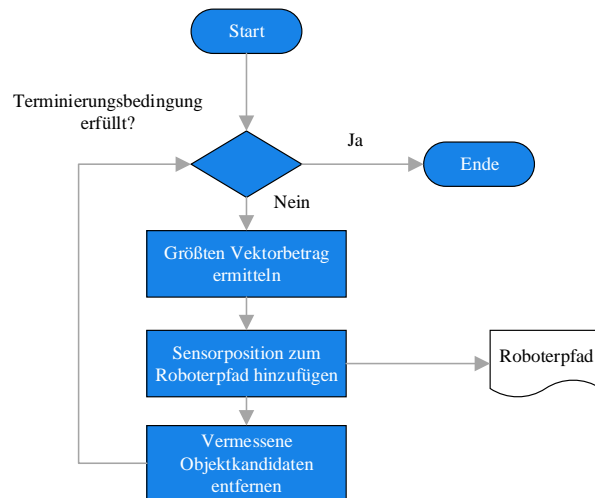 Start
Terminierungsbedingung
erfüllt?
Ja
Ende
Nein
Größten Vektorbetrag
ermitteln
Sensorposition zum
Roboterpfad hinzufügen
Roboterpfad
Vermessene
Objektkandidaten
entfernen